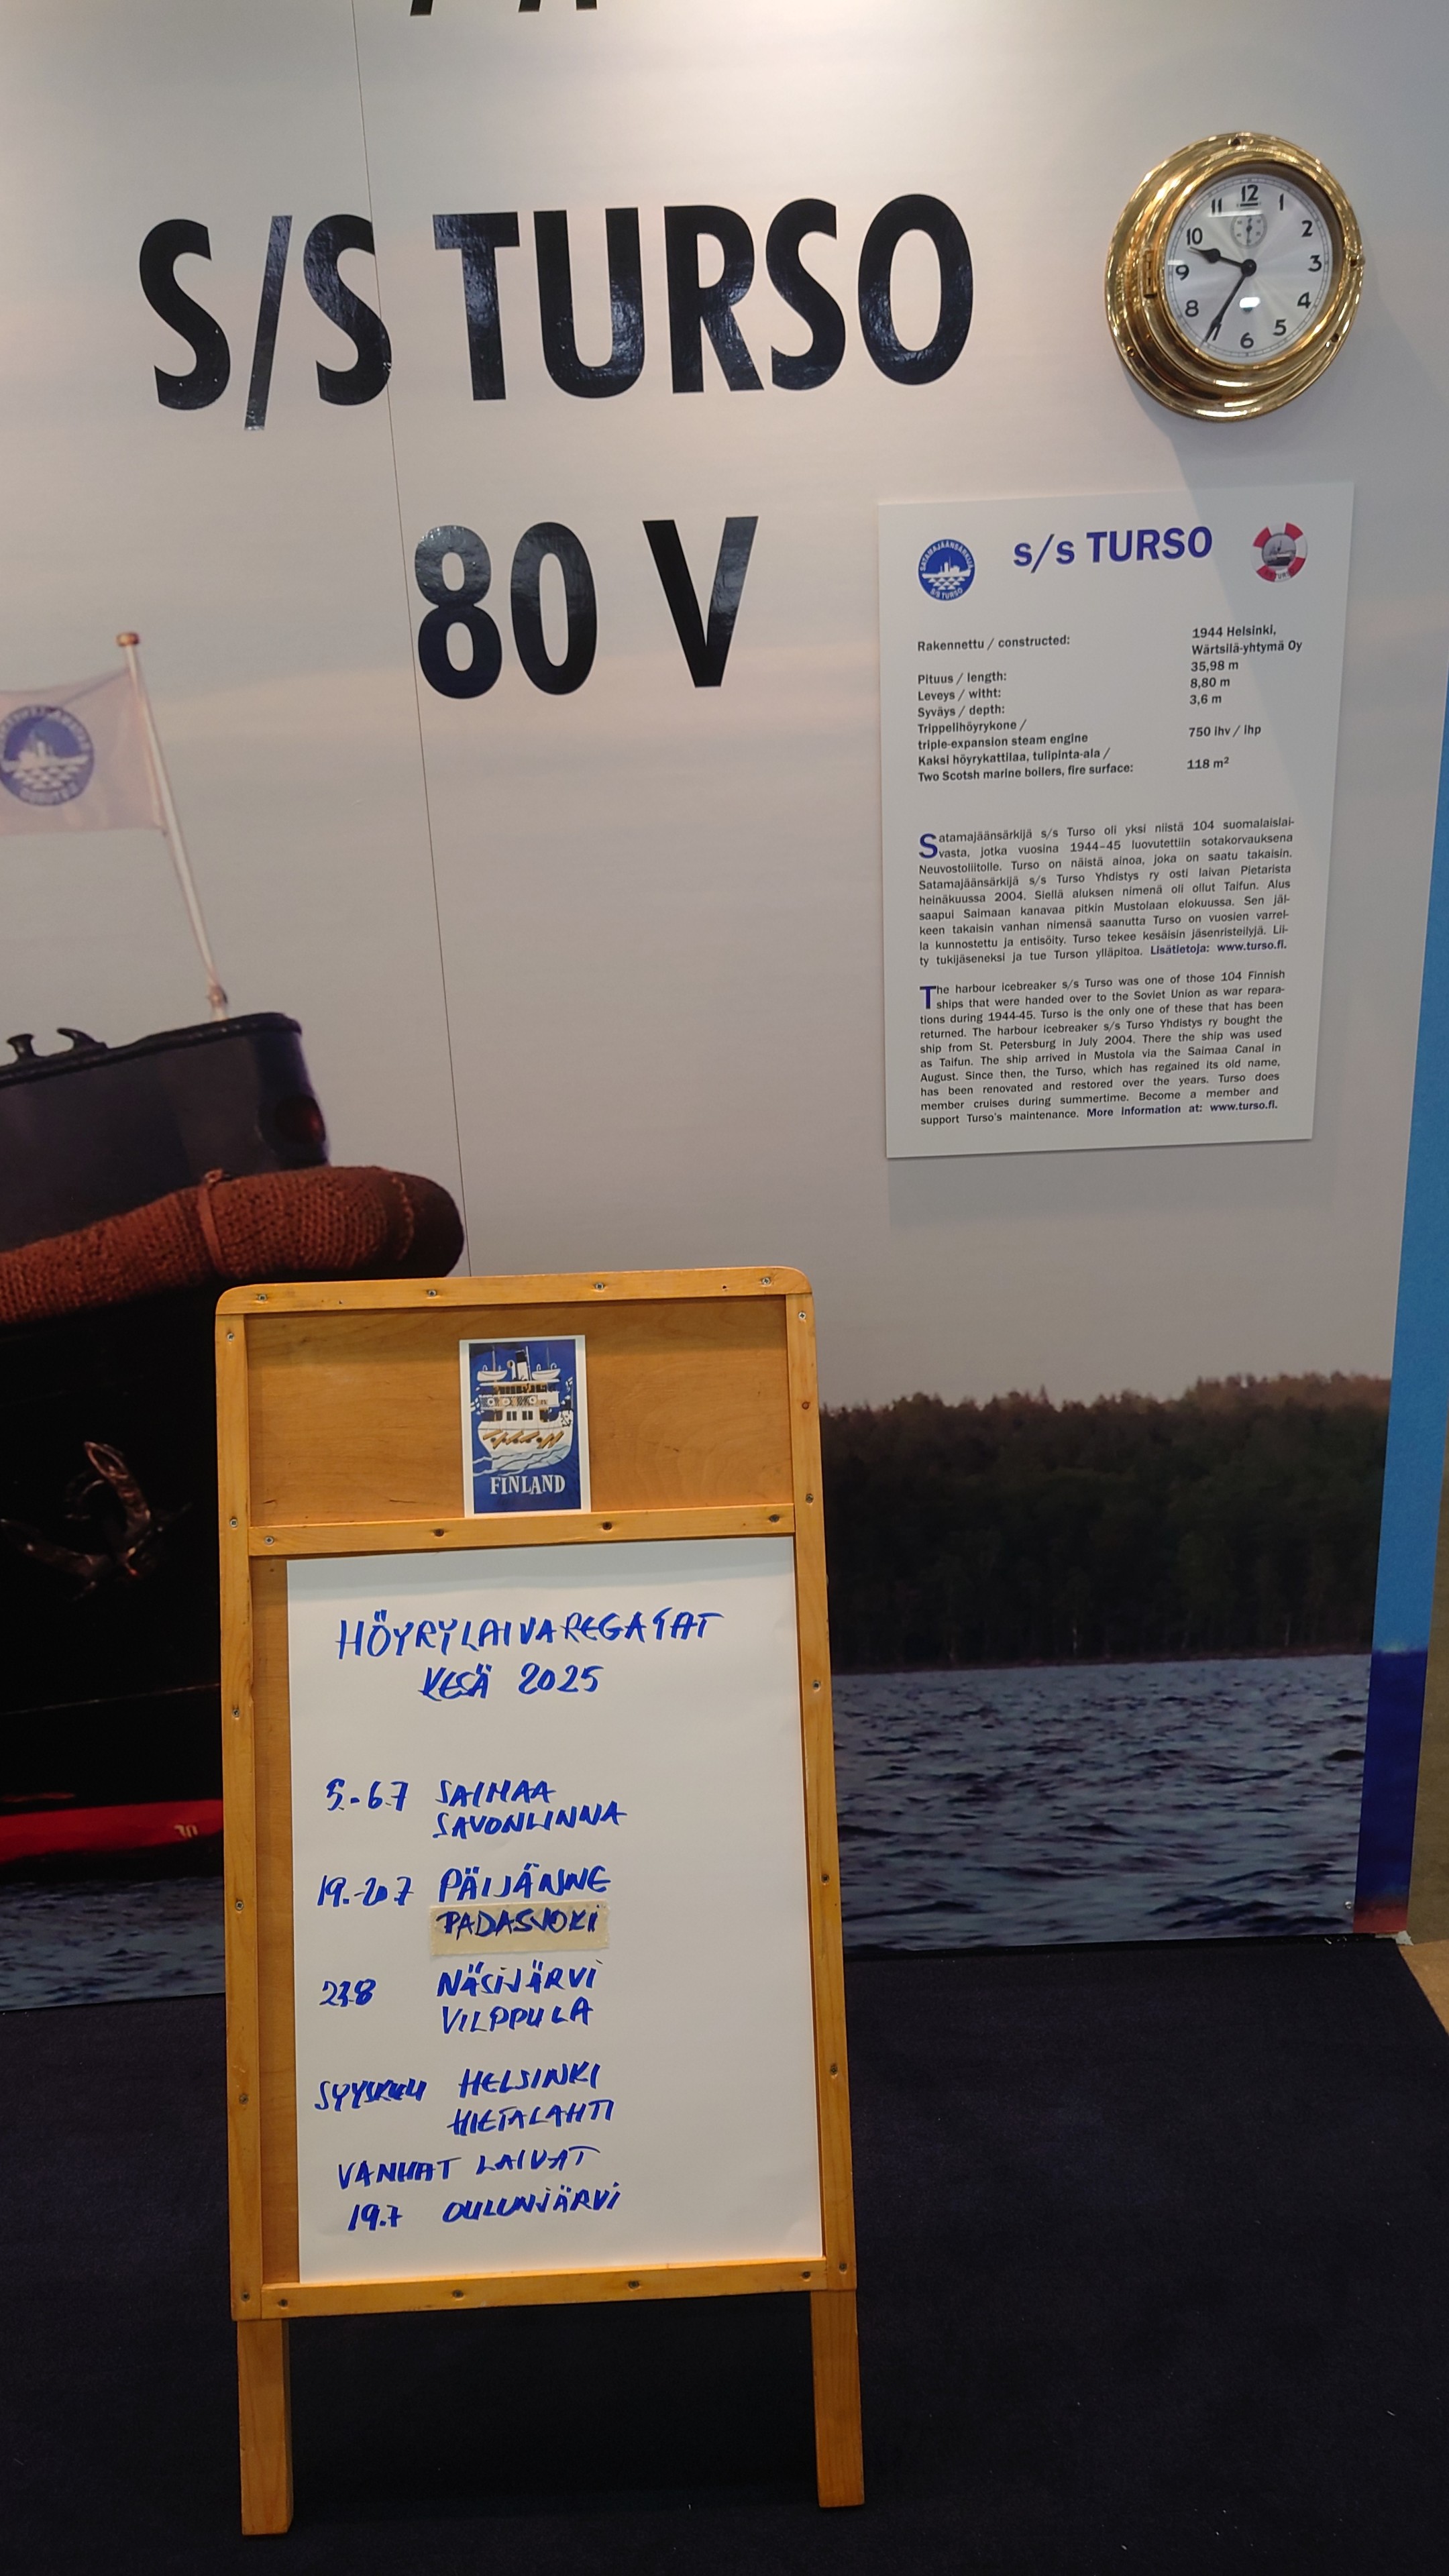 S/S TURSO
80 V
12
1
2
3
4
5
6
8
9
10
11
s/s TURSO
Rakennettu / constructed:
1944 Helsinki,
Wärtsilä-yhtymä Oy
Pituus / length:
35,98 m
Leveys / witht:
8,80 m
Syväys / depth:
3,6 m
Trippelihöyrykone /
triple-expansion steam engine
750 ihv / ihp
Kaksi höyrykattilaa, tulipinta-ala /
Two Scotsh marine boilers, fire surface:
118 m²
Satamajäänsärkijä s/s Turso oli yksi niistä 104 suomalaislai-
vasta, jotka vuosina 1944–45 luovutettiin sotakorvauksena
Neuvostoliitolle. Turso on näistä ainoa, joka on saatu takaisin.
Satamajäänsärkijä s/s Turso Yhdistys ry osti laivan Pietarista
heinäkuussa 2004. Siellä aluksen nimenä oli ollut Taifun. Alus
saapui Saimaan kanavaa pitkin Mustolaan elokuussa. Sen jäl-
keen takaisin vanhan nimensä saanutta Turso on vuosien varrel-
la kunnostettu ja entisöity. Turso tekee kesäisin jäsenristeilyjä. Lii-
ty tukijäseneksi ja tue Turson ylläpitoa. Lisätietoja: www.turso.fi.
The harbour icebreaker s/s Turso was one of those 104 Finnish
ships that were handed over to the Soviet Union as war repara-
tions during 1944-45. Turso is the only one of these that has been
returned. The harbour icebreaker s/s Turso Yhdistys ry bought the
ship from St. Petersburg in July 2004. There the ship was used
as Taifun. The ship arrived in Mustola via the Saimaa Canal in
August. Since then, the Turso, which has regained its old name,
has been renovated and restored over the years. Turso does
member cruises during summertime. Become a member and
support Turso's maintenance. More information at: www.turso.fi.
FINLAND
HÖYRYLAIVAREGATAT
KESÄ 2025
5.-6.7 SAIMAA
SAVONLINNA
19.-20.7 PÄIJÄNNE
PADASJOKI
NÄSIJÄRVI
VILPPULA
SYYSKUU HELSINKI
HIETALAHTI
VANHAT LAIVAT
19.7 OULUNJÄRVI